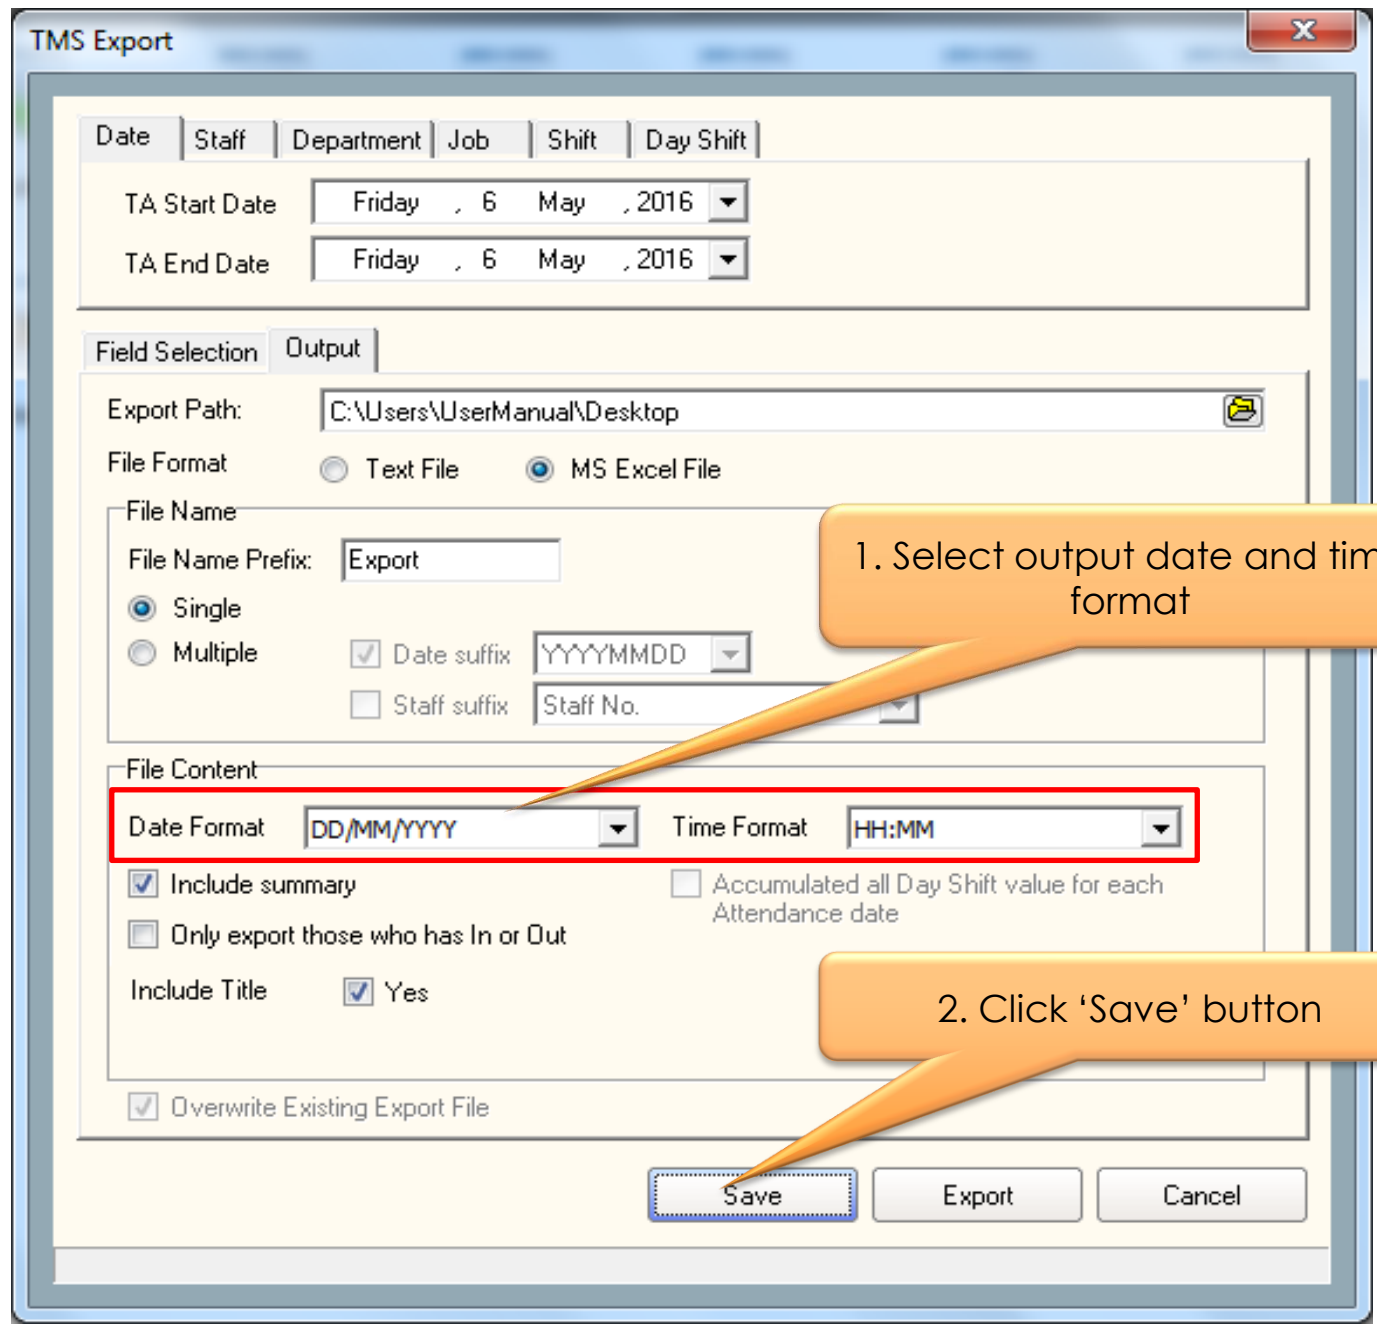 TMS Export
Date Staff Department Job Shift Day Shift
TA Start Date Friday , 6 May , 2016
TA End Date Friday , 6 May , 2016
Field Selection Output
Export Path: C:\Users\UserManual\Desktop
File Format Text File MS Excel File
File Name
File Name Prefix: Export
1. Select output date and tim
format
Single
Multiple Date suffix YYYYMMDD
Staff suffix Staff No.
File Content
Date Format DD/MM/YYYY Time Format HH:MM
Include summary Accumulated all Day Shift value for each
Attendance date
Only export those who has In or Out
Include Title Yes
2. Click ‘Save’ button
Overwrite Existing Export File
Save Export Cancel